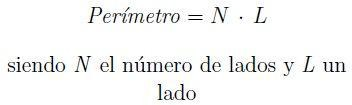 Perímetro = N · L
siendo N el número de lados y L un
lado